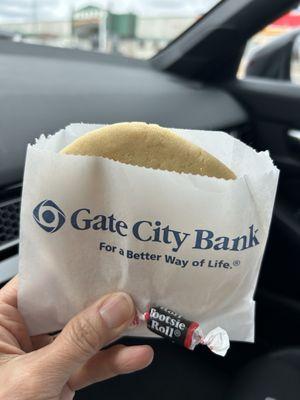 Gate City Bank
For a Better Way of Life.®
Tootsie
Roll®